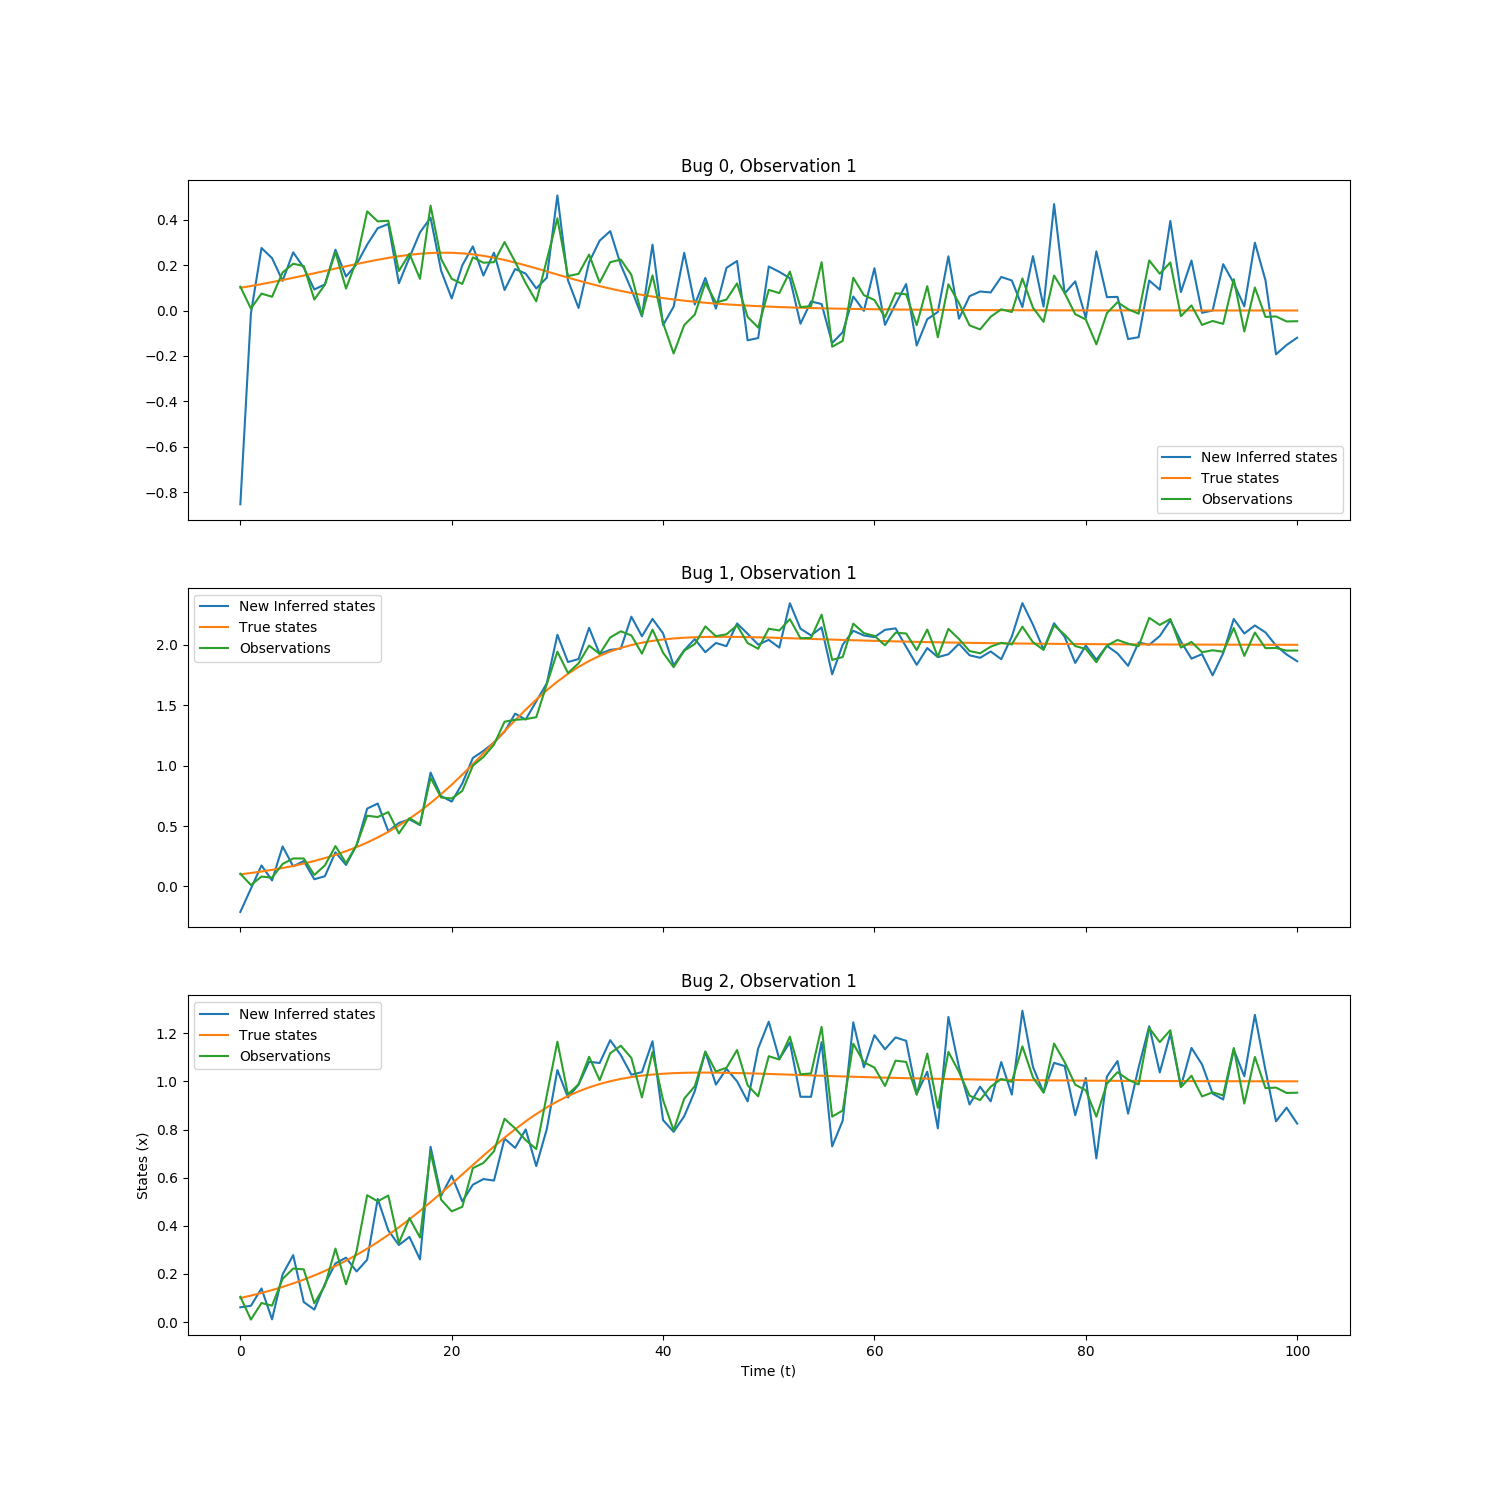 Bug 0, Observation 1
0.4
0.2
0.0
−0.2
−0.4
−0.6
−0.8
New Inferred states
True states
Observations
Bug 1, Observation 1
2.0
1.5
1.0
0.5
0.0
New Inferred states
True states
Observations
Bug 2, Observation 1
1.2
1.0
0.8
0.6
0.4
0.2
0.0
New Inferred states
True states
Observations
States (x)
0 20 40 60 80 100
Time (t)